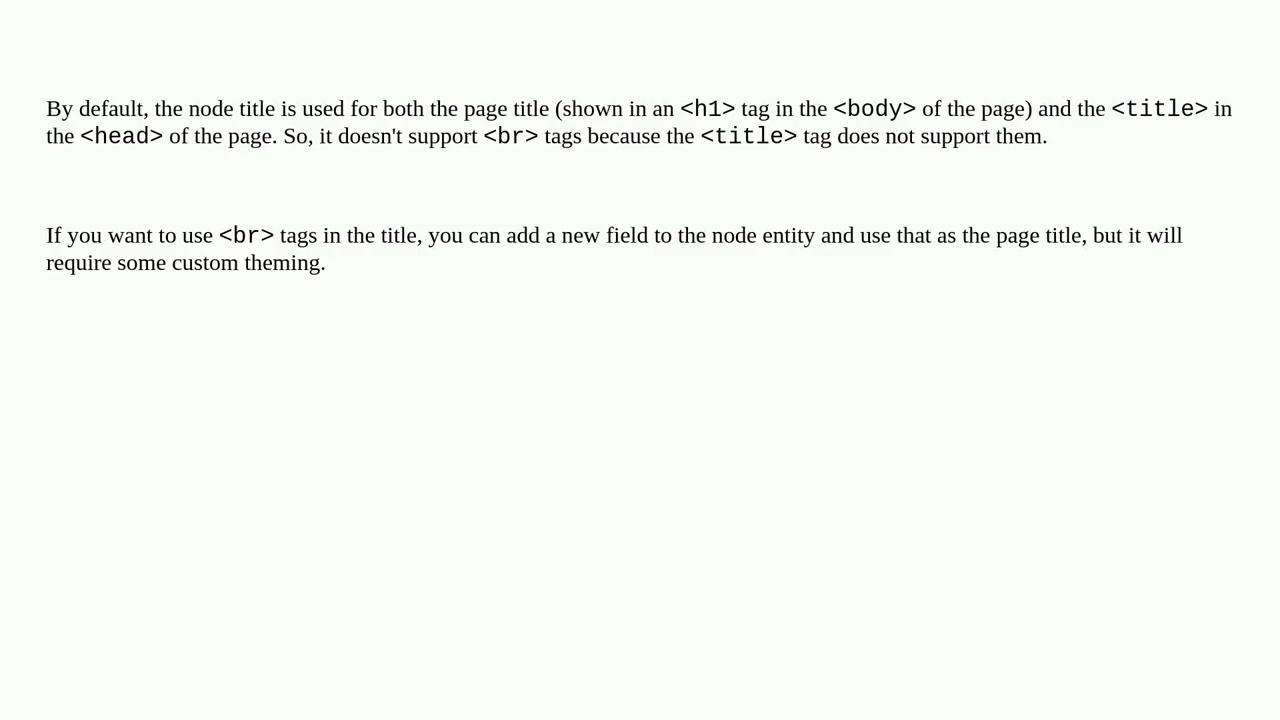 By default, the node title is used for both the page title (shown in an <h1> tag in the <body> of the page) and the <title> in
the <head> of the page. So, it doesn't support <br> tags because the <title> tag does not support them.
If you want to use <br> tags in the title, you can add a new field to the node entity and use that as the page title, but it will
require some custom theming.